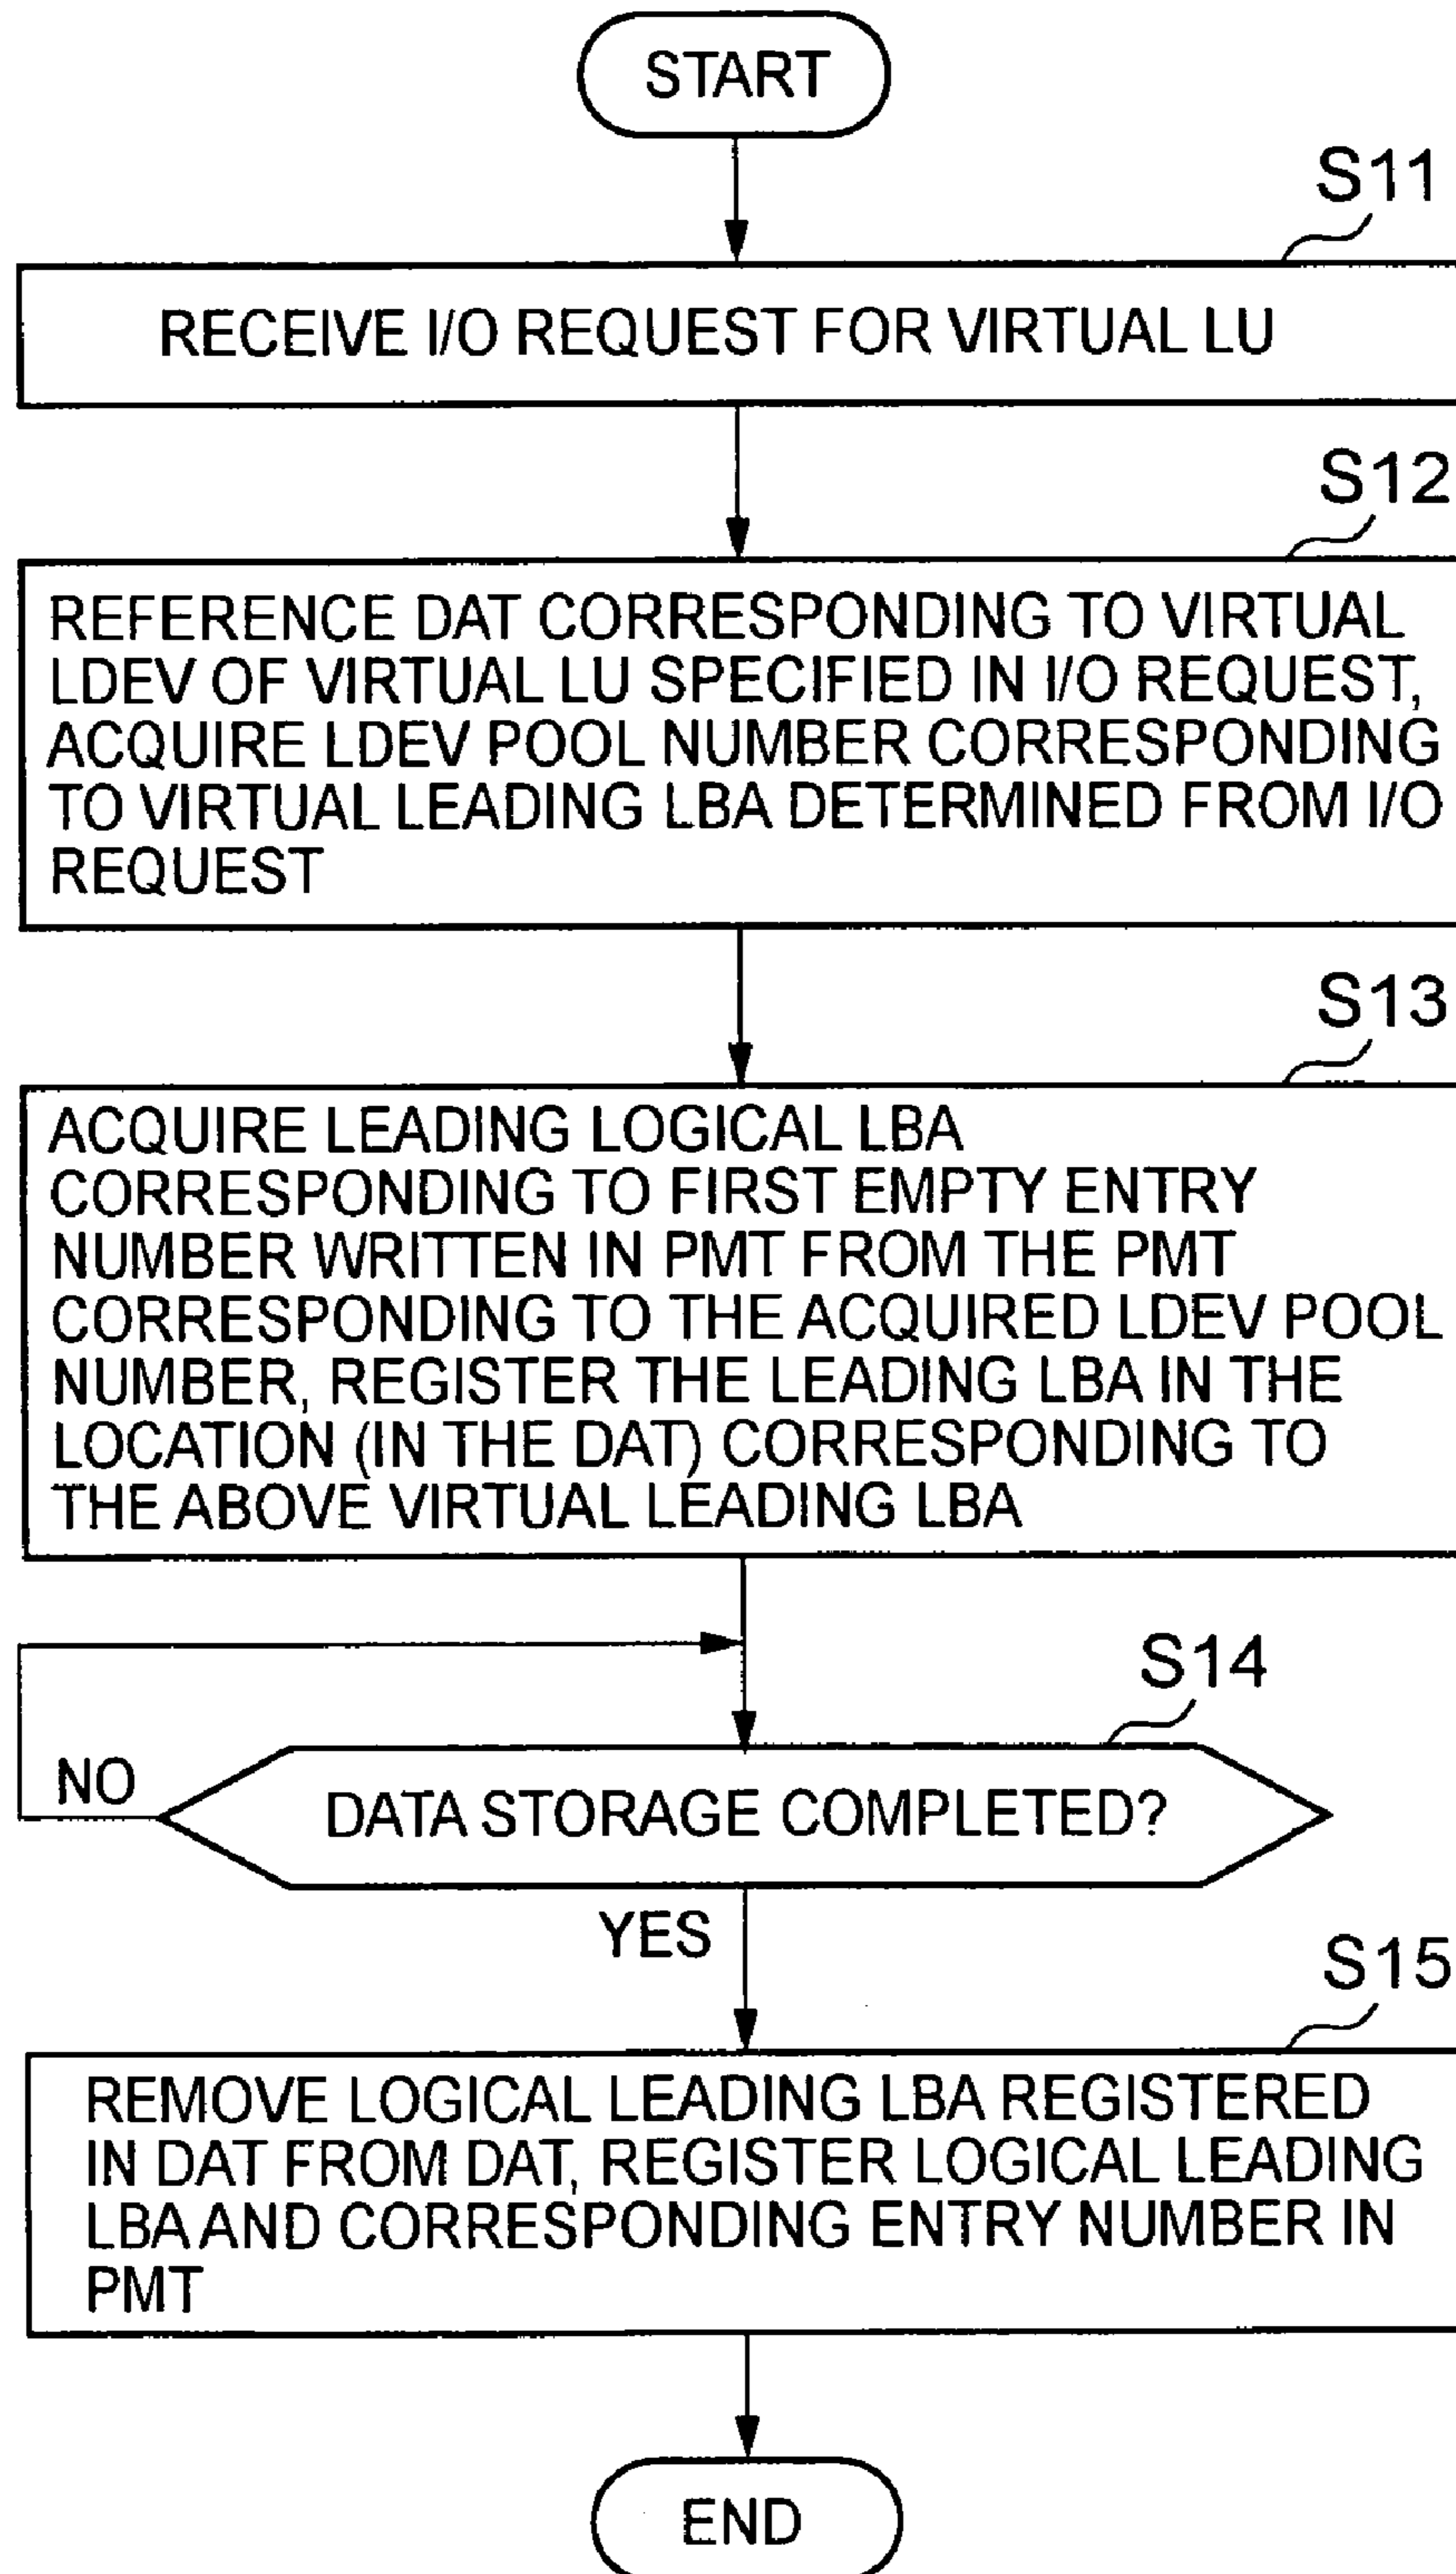 START
S11
RECEIVE I/O REQUEST FOR VIRTUAL LU
S12
REFERENCE DAT CORRESPONDING TO VIRTUAL
LDEV OF VIRTUAL LU SPECIFIED IN I/O REQUEST,
ACQUIRE LDEV POOL NUMBER CORRESPONDING
TO VIRTUAL LEADING LBA DETERMINED FROM I/O
REQUEST
S13
ACQUIRE LEADING LOGICAL LBA
CORRESPONDING TO FIRST EMPTY ENTRY
NUMBER WRITTEN IN PMT FROM THE PMT
CORRESPONDING TO THE ACQUIRED LDEV POOL
NUMBER, REGISTER THE LEADING LBA IN THE
LOCATION (IN THE DAT) CORRESPONDING TO
THE ABOVE VIRTUAL LEADING LBA
S14
NO
DATA STORAGE COMPLETED?
YES
S15
REMOVE LOGICAL LEADING LBA REGISTERED
IN DAT FROM DAT, REGISTER LOGICAL LEADING
LBA AND CORRESPONDING ENTRY NUMBER IN
PMT
END